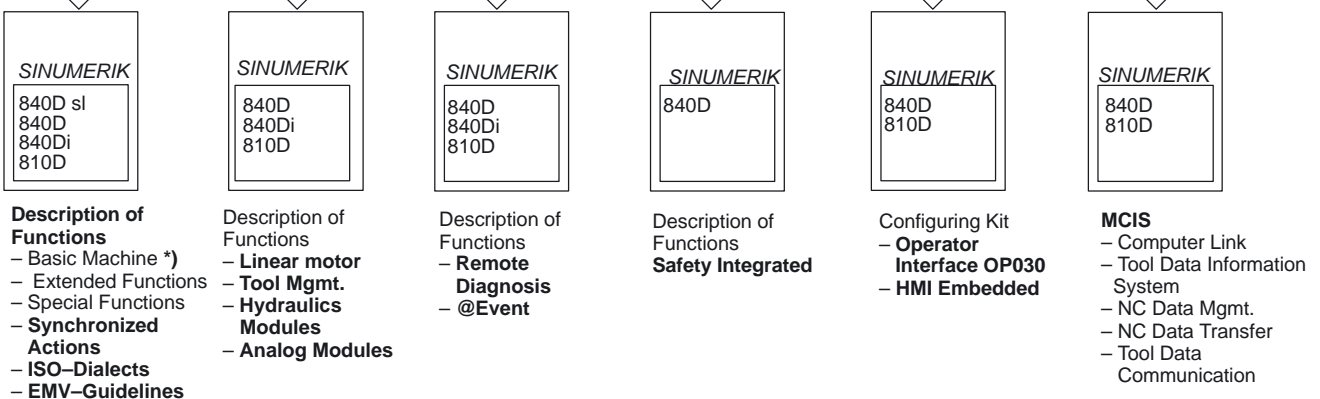 SINUMERIK
840D sl
840D
840Di
810D
Description of
Functions
– Basic Machine *)
– Extended Functions
– Special Functions
– Synchronized
Actions
– ISO–Dialects
– EMV–Guidelines
SINUMERIK
840D
840Di
810D
Description of
Functions
– Linear motor
– Tool Mgmt.
– Hydraulics
Modules
– Analog Modules
SINUMERIK
840D
840Di
810D
Description of
Functions
– Remote
Diagnosis
– @Event
SINUMERIK
840D
Description of
Functions
Safety Integrated
SINUMERIK
840D
810D
Configuring Kit
– Operator
Interface OP030
– HMI Embedded
SINUMERIK
840D
810D
MCIS
– Computer Link
– Tool Data Information
System
– NC Data Mgmt.
– NC Data Transfer
– Tool Data
Communication